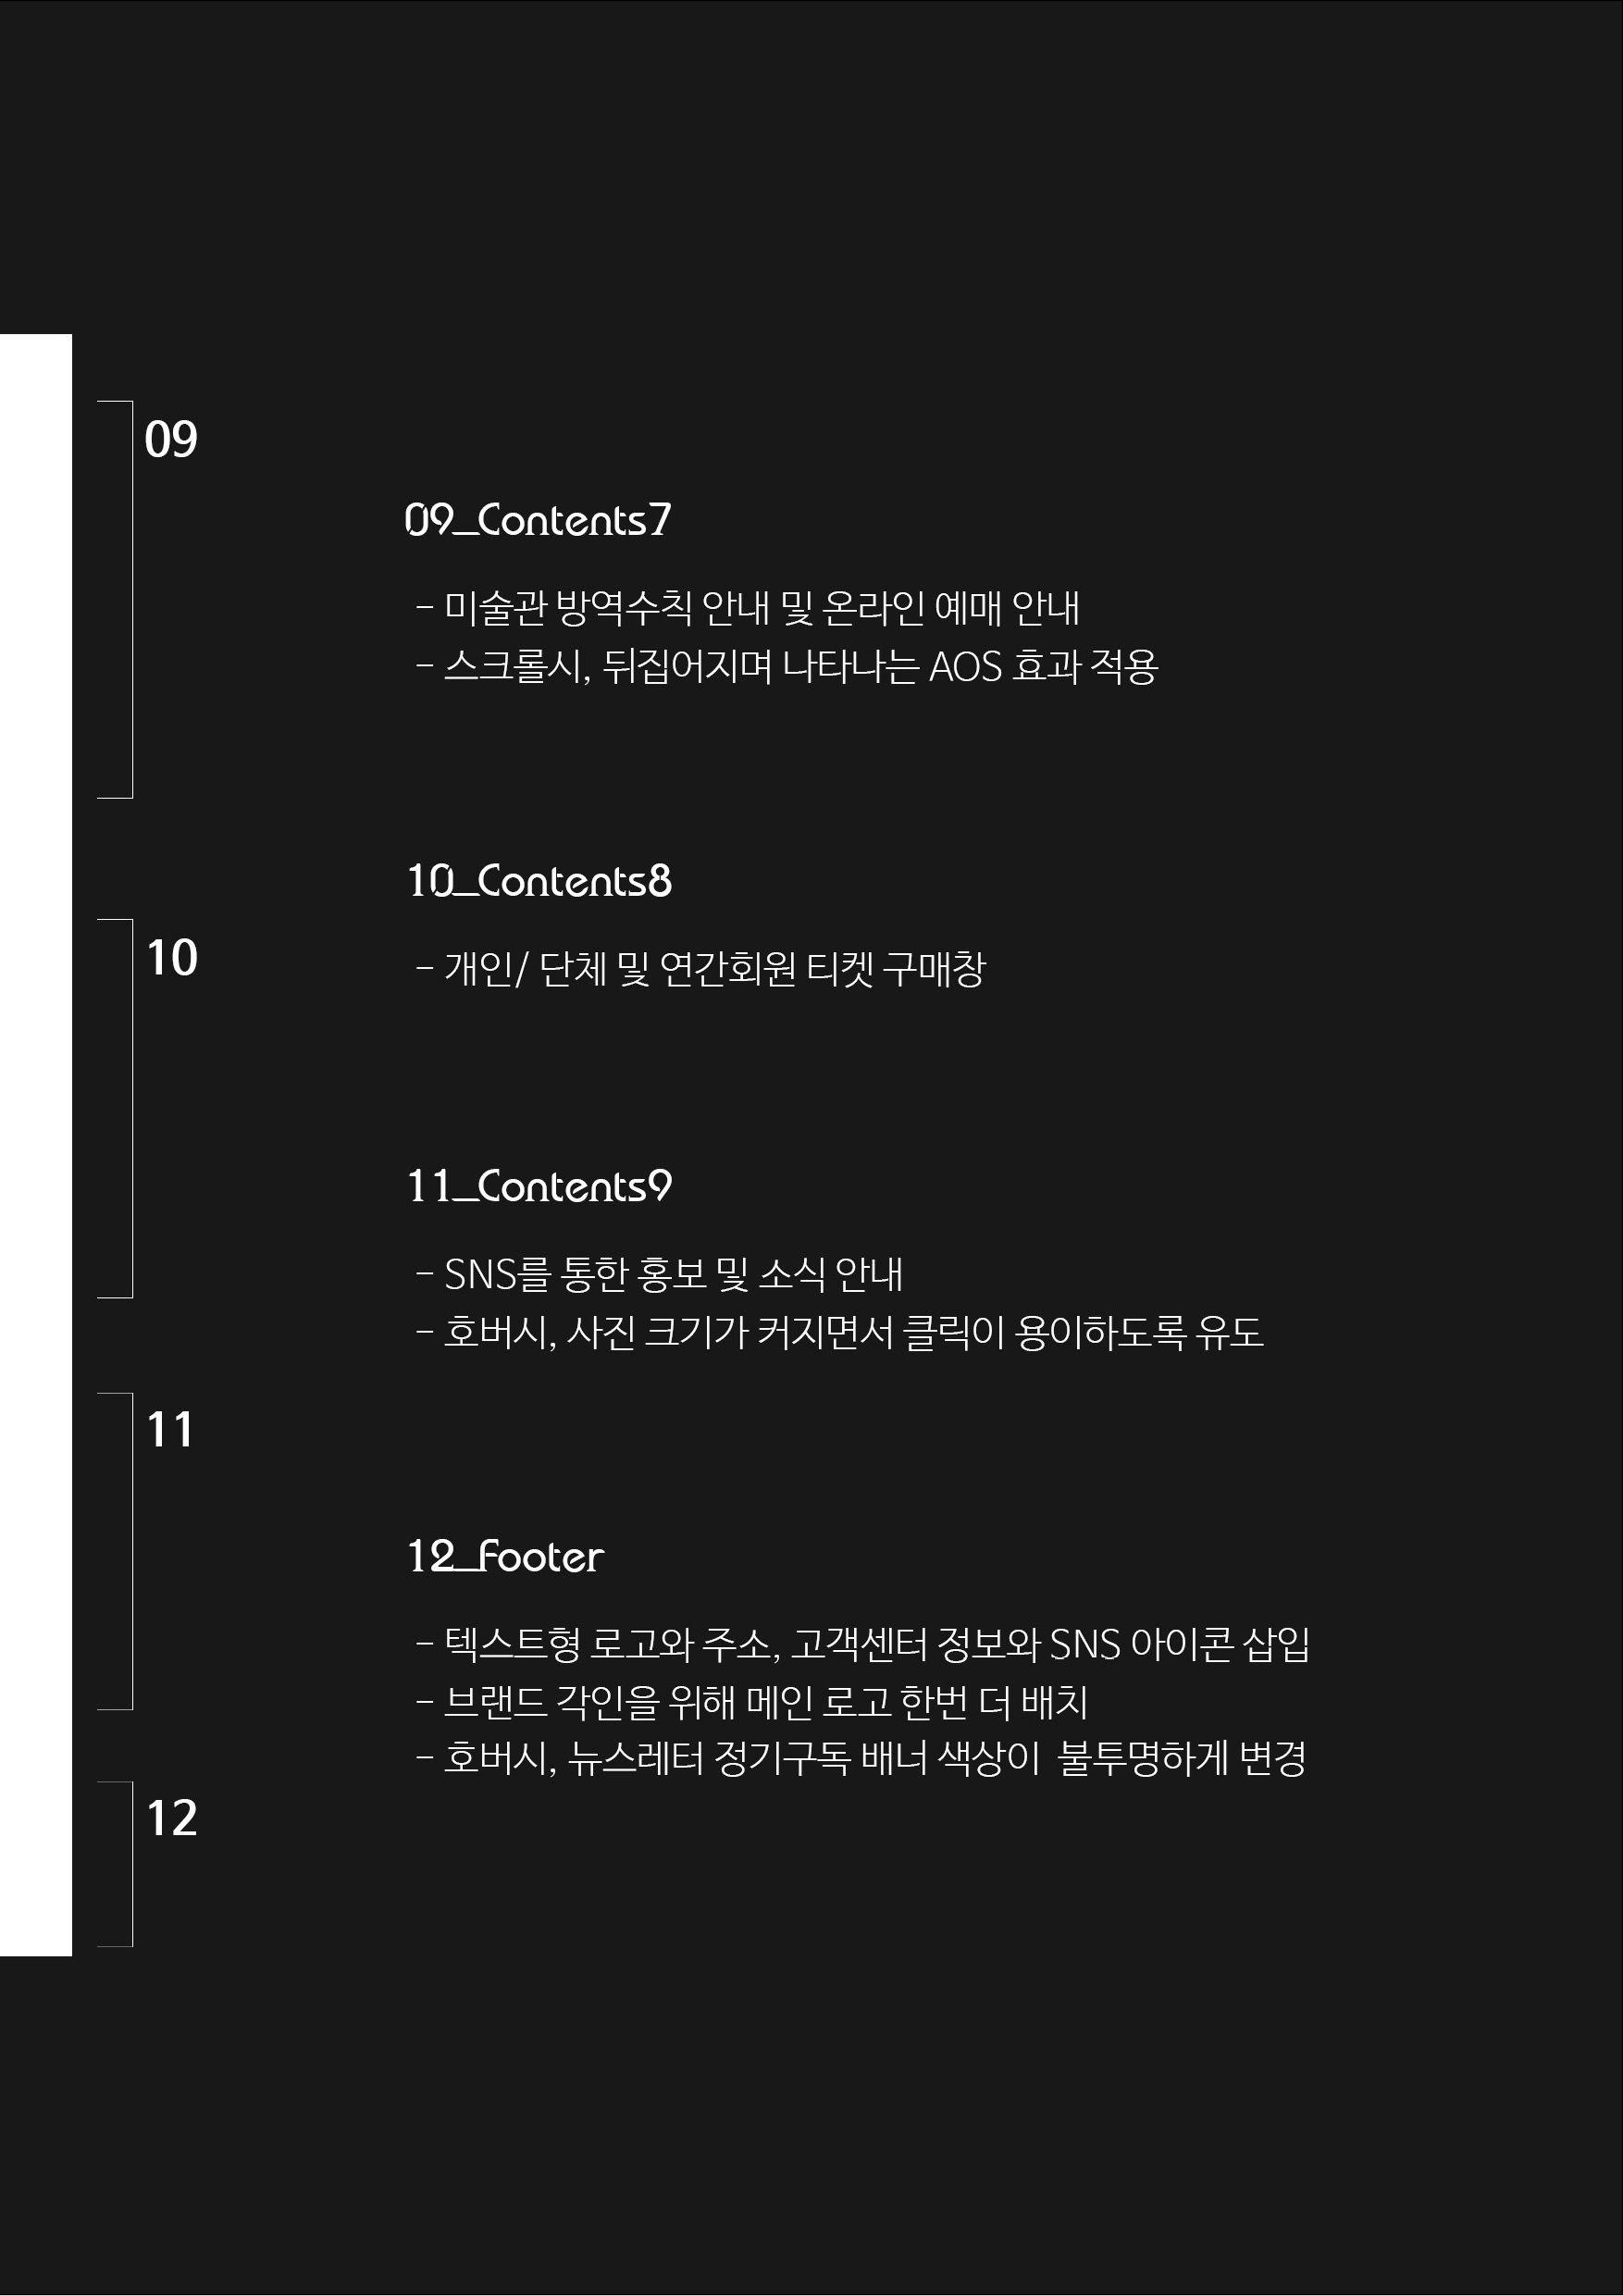 09
09_Contents7
- 미술관 방역수칙 안내 및 온라인 예매 안내
- 스크롤시, 뒤집어지며 나타나는 AOS 효과 적용
10_Contents8
10
- 개인/ 단체 및 연간회원 티켓 구매창
11_Contents9
- SNS를 통한 홍보 및 소식 안내
- 호버시, 사진 크기가 커지면서 클릭이 용이하도록 유도
11
12_Footer
- 텍스트형 로고와 주소, 고객센터 정보와 SNS 아이콘 삽입
- 브랜드 각인을 위해 메인 로고 한번 더 배치
- 호버시, 뉴스레터 정기구독 배너 색상이 불투명하게 변경
12